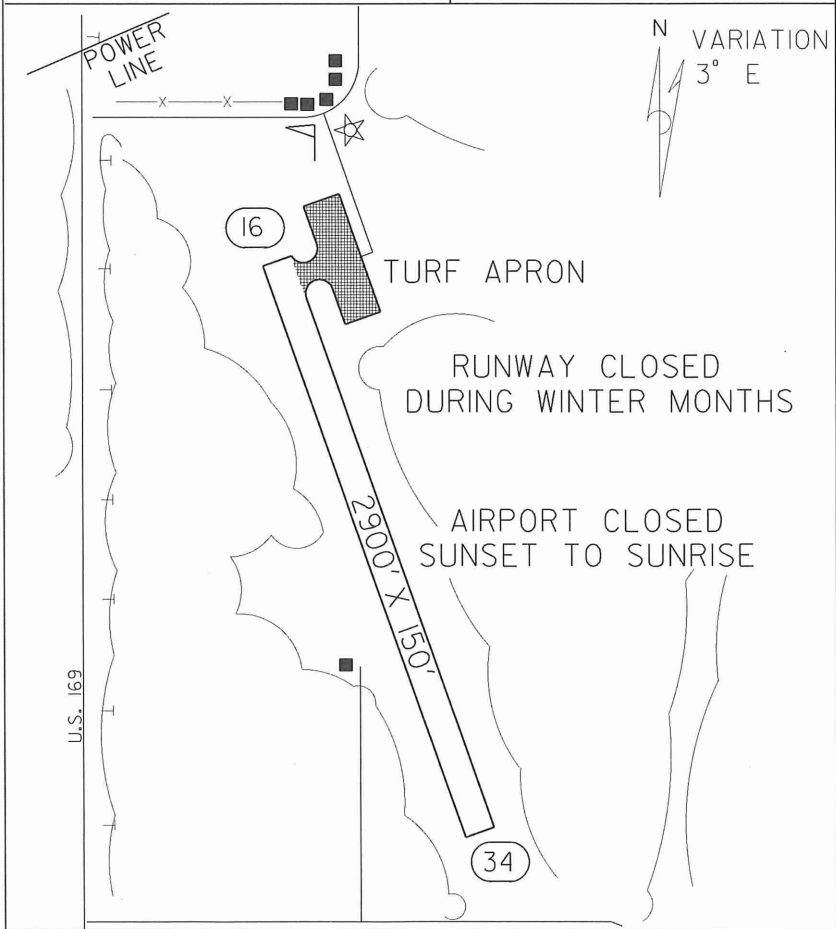 POWER
LINE
N
VARIATION
3° E
16
TURF APRON
RUNWAY CLOSED
DURING WINTER MONTHS
2900' X 150'
AIRPORT CLOSED
SUNSET TO SUNRISE
U.S. 169
34